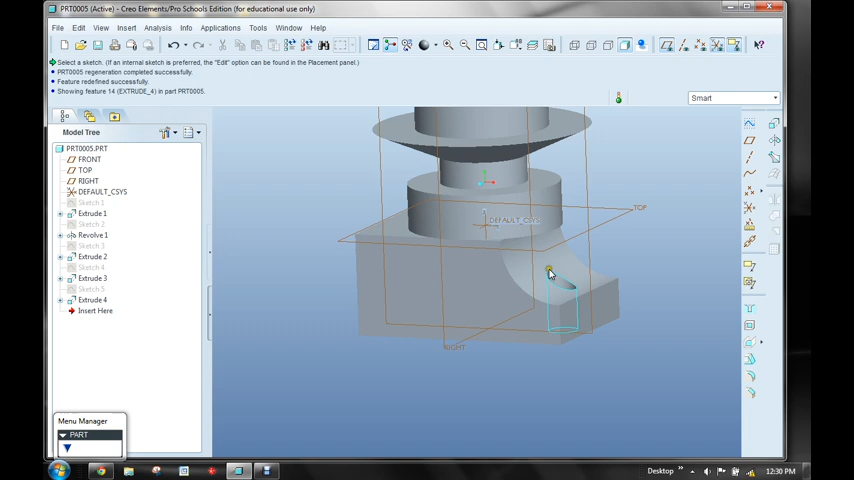 PRT0005 (Active) - Creo Elements/Pro Schools Edition (for educational use only)
File Edit View Insert Analysis Info Applications Tools Window Help
Select a sketch. (If an internal sketch is preferred, the "Edit" option can be found in the Placement panel.)
PRT0005 regeneration completed successfully.
Feature redefined successfully.
Showing feature 14 (EXTRUDE_4) in part PRT0005.
Smart
Model Tree
PRT0005.PRT
FRONT
TOP
RIGHT
DEFAULT_CSYS
Sketch 1
Extrude 1
Sketch 2
Revolve 1
Sketch 3
Extrude 2
Sketch 4
Extrude 3
Sketch 5
Extrude 4
Insert Here
TOP
DEFAULT_CSYS
RIGHT
Menu Manager
PART
Desktop
12:30 PM